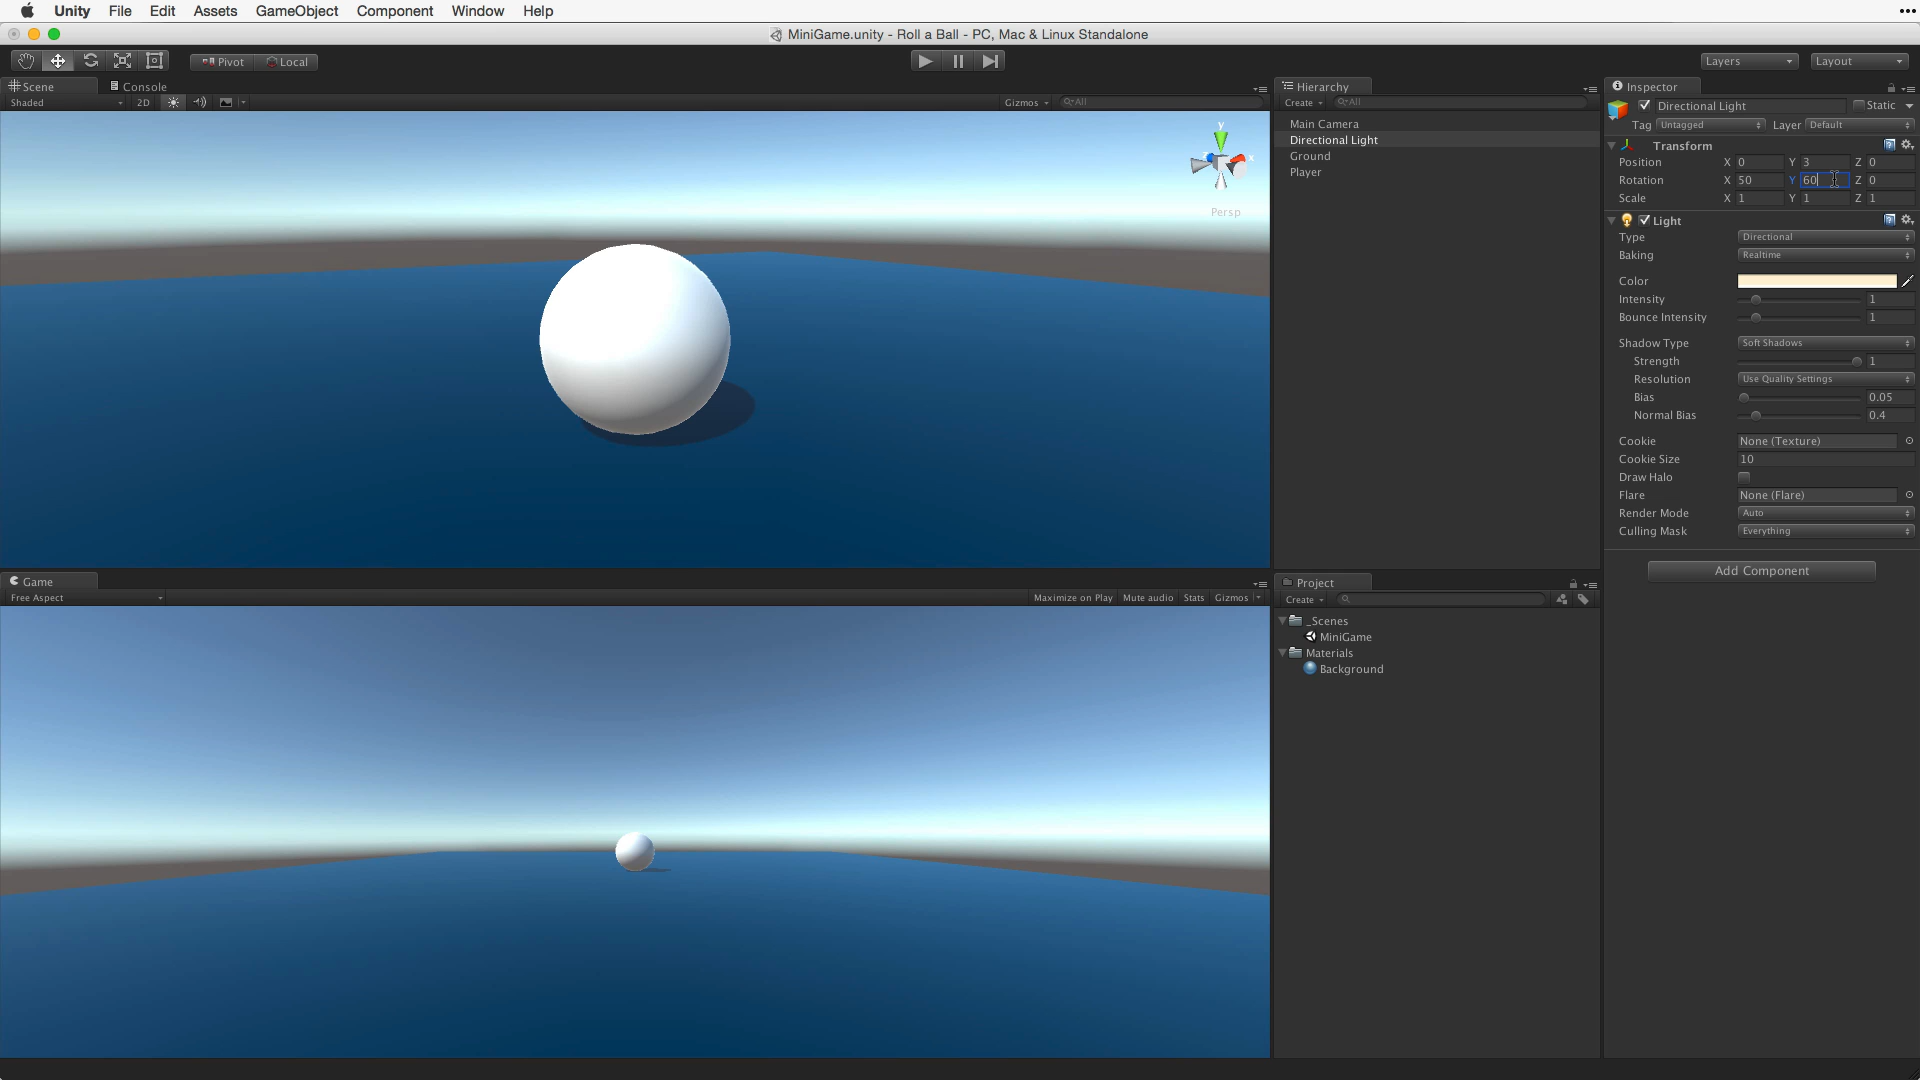 Unity File Edit Assets GameObject Component Window Help
MiniGame.unity - Roll a Ball - PC, Mac & Linux Standalone
Pivot Local Layers Layout
Scene Console
Shaded 2D Gizmos All
y
x
Persp
Game
Free Aspect Maximize on Play Mute audio Stats Gizmos
Hierarchy
Create All
Main Camera
Directional Light
Ground
Player
Project
Create
_Scenes
MiniGame
Materials
Background
Inspector
Directional Light Static
Tag Untagged Layer Default
Transform
Position X 0 Y 3 Z 0
Rotation X 50 Y 60 Z 0
Scale X 1 Y 1 Z 1
Light
Type Directional
Baking Realtime
Color
Intensity 1
Bounce Intensity 1
Shadow Type Soft Shadows
Strength 1
Resolution Use Quality Settings
Bias 0.05
Normal Bias 0.4
Cookie None (Texture)
Cookie Size 10
Draw Halo
Flare None (Flare)
Render Mode Auto
Culling Mask Everything
Add Component